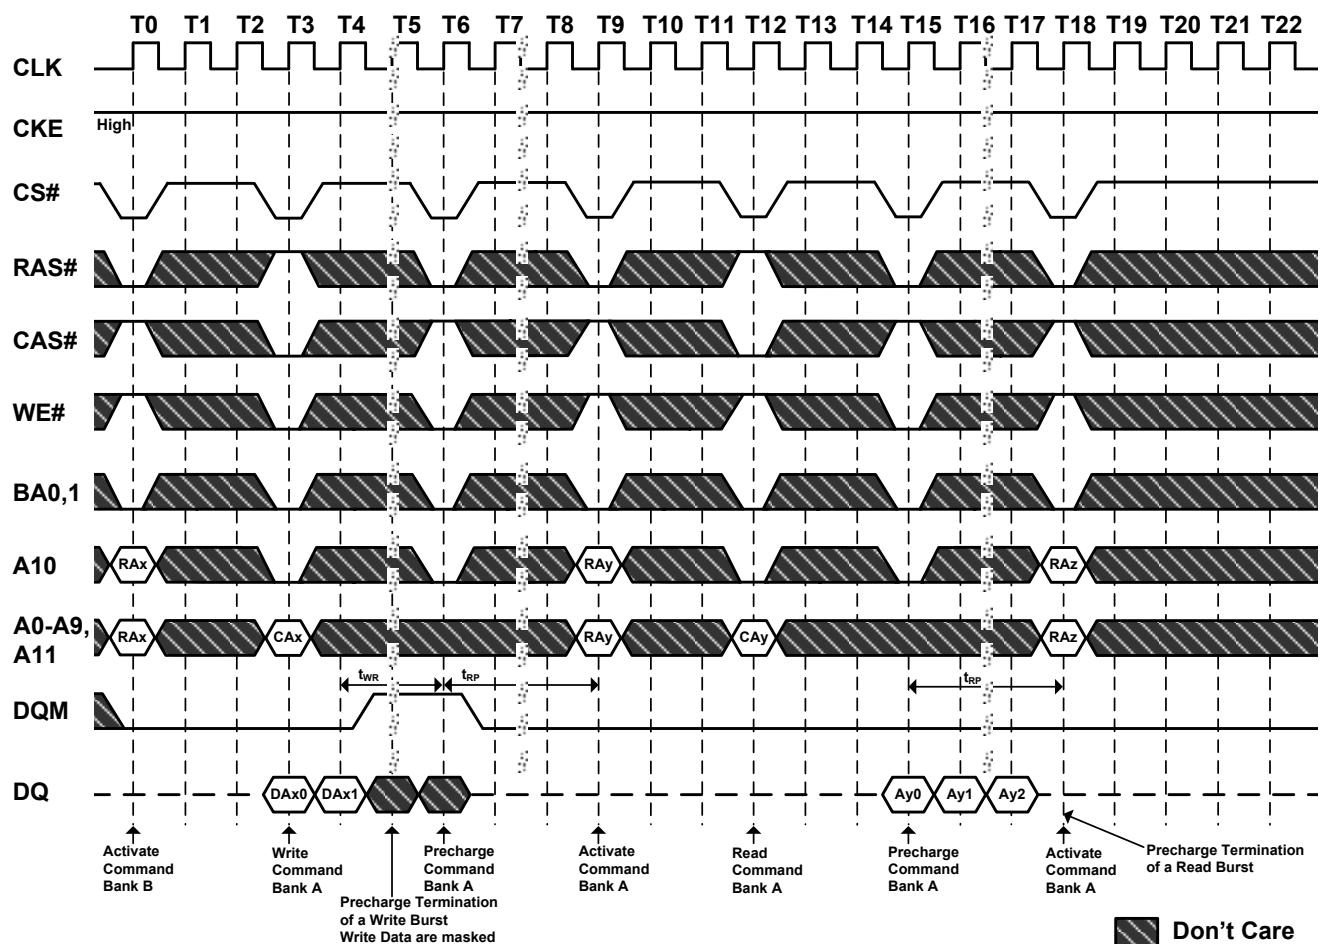 T0 T1 T2 T3 T4 T5 T6 T7 T8 T9 T10 T11 T12 T13 T14 T15 T16 T17 T18 T19 T20 T21 T22
CLK
CKE
High
CS#
RAS#
CAS#
WE#
BA0,1
A10
RAx RAy RAz
A0-A9,
A11
RAx CAx RAy CAy RAz
tWR tRP tRP
DQM
DQ
DAx0 DAx1 Ay0 Ay1 Ay2
Activate
Command
Bank B
Write
Command
Bank A
Precharge Termination
of a Write Burst
Write Data are masked
Precharge
Command
Bank A
Activate
Command
Bank A
Read
Command
Bank A
Precharge
Command
Bank A
Activate
Command
Bank A
Precharge Termination
of a Read Burst
Don't Care